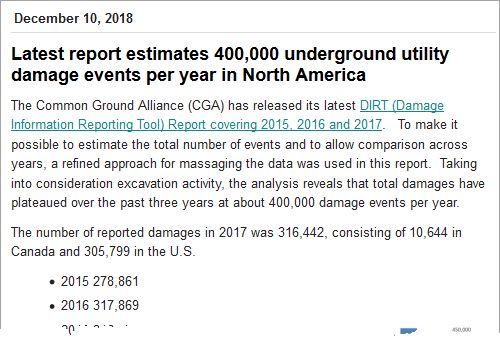 December 10, 2018
Latest report estimates 400,000 underground utility
damage events per year in North America
The Common Ground Alliance (CGA) has released its latest DIRT (Damage
Information Reporting Tool) Report covering 2015, 2016 and 2017. To make it
possible to estimate the total number of events and to allow comparison across
years, a refined approach for massaging the data was used in this report. Taking
into consideration excavation activity, the analysis reveals that total damages have
plateaued over the past three years at about 400,000 damage events per year.
The number of reported damages in 2017 was 316,442, consisting of 10,644 in
Canada and 305,799 in the U.S.
• 2015 278,861
• 2016 317,869
450,000